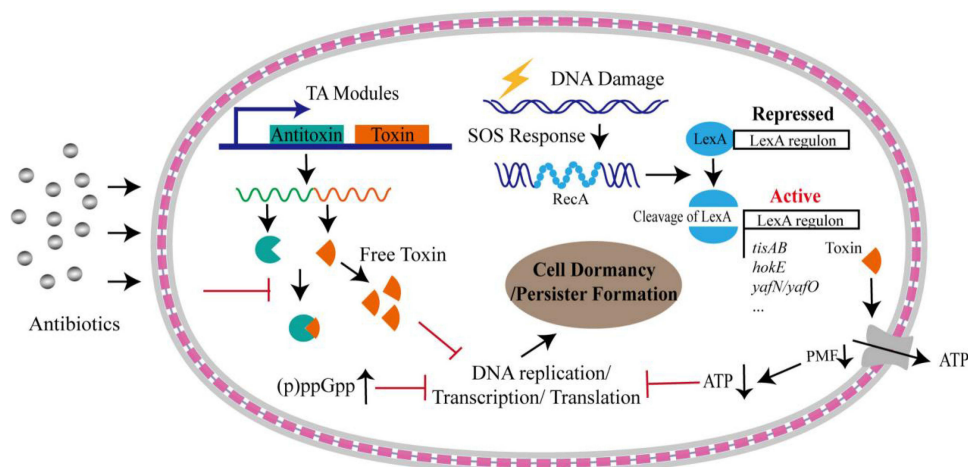 TA Modules
Antitoxin
Toxin
Free Toxin
Antibiotics
(p)ppGpp
DNA Damage
SOS Response
RecA
Repressed
LexA
LexA regulon
Active
Cleavage of LexA
LexA regulon
tisAB
hokE
yafN/yafO
...
Toxin
Cell Dormancy
/Persister Formation
DNA replication/
Transcription/ Translation
ATP
PMF
ATP